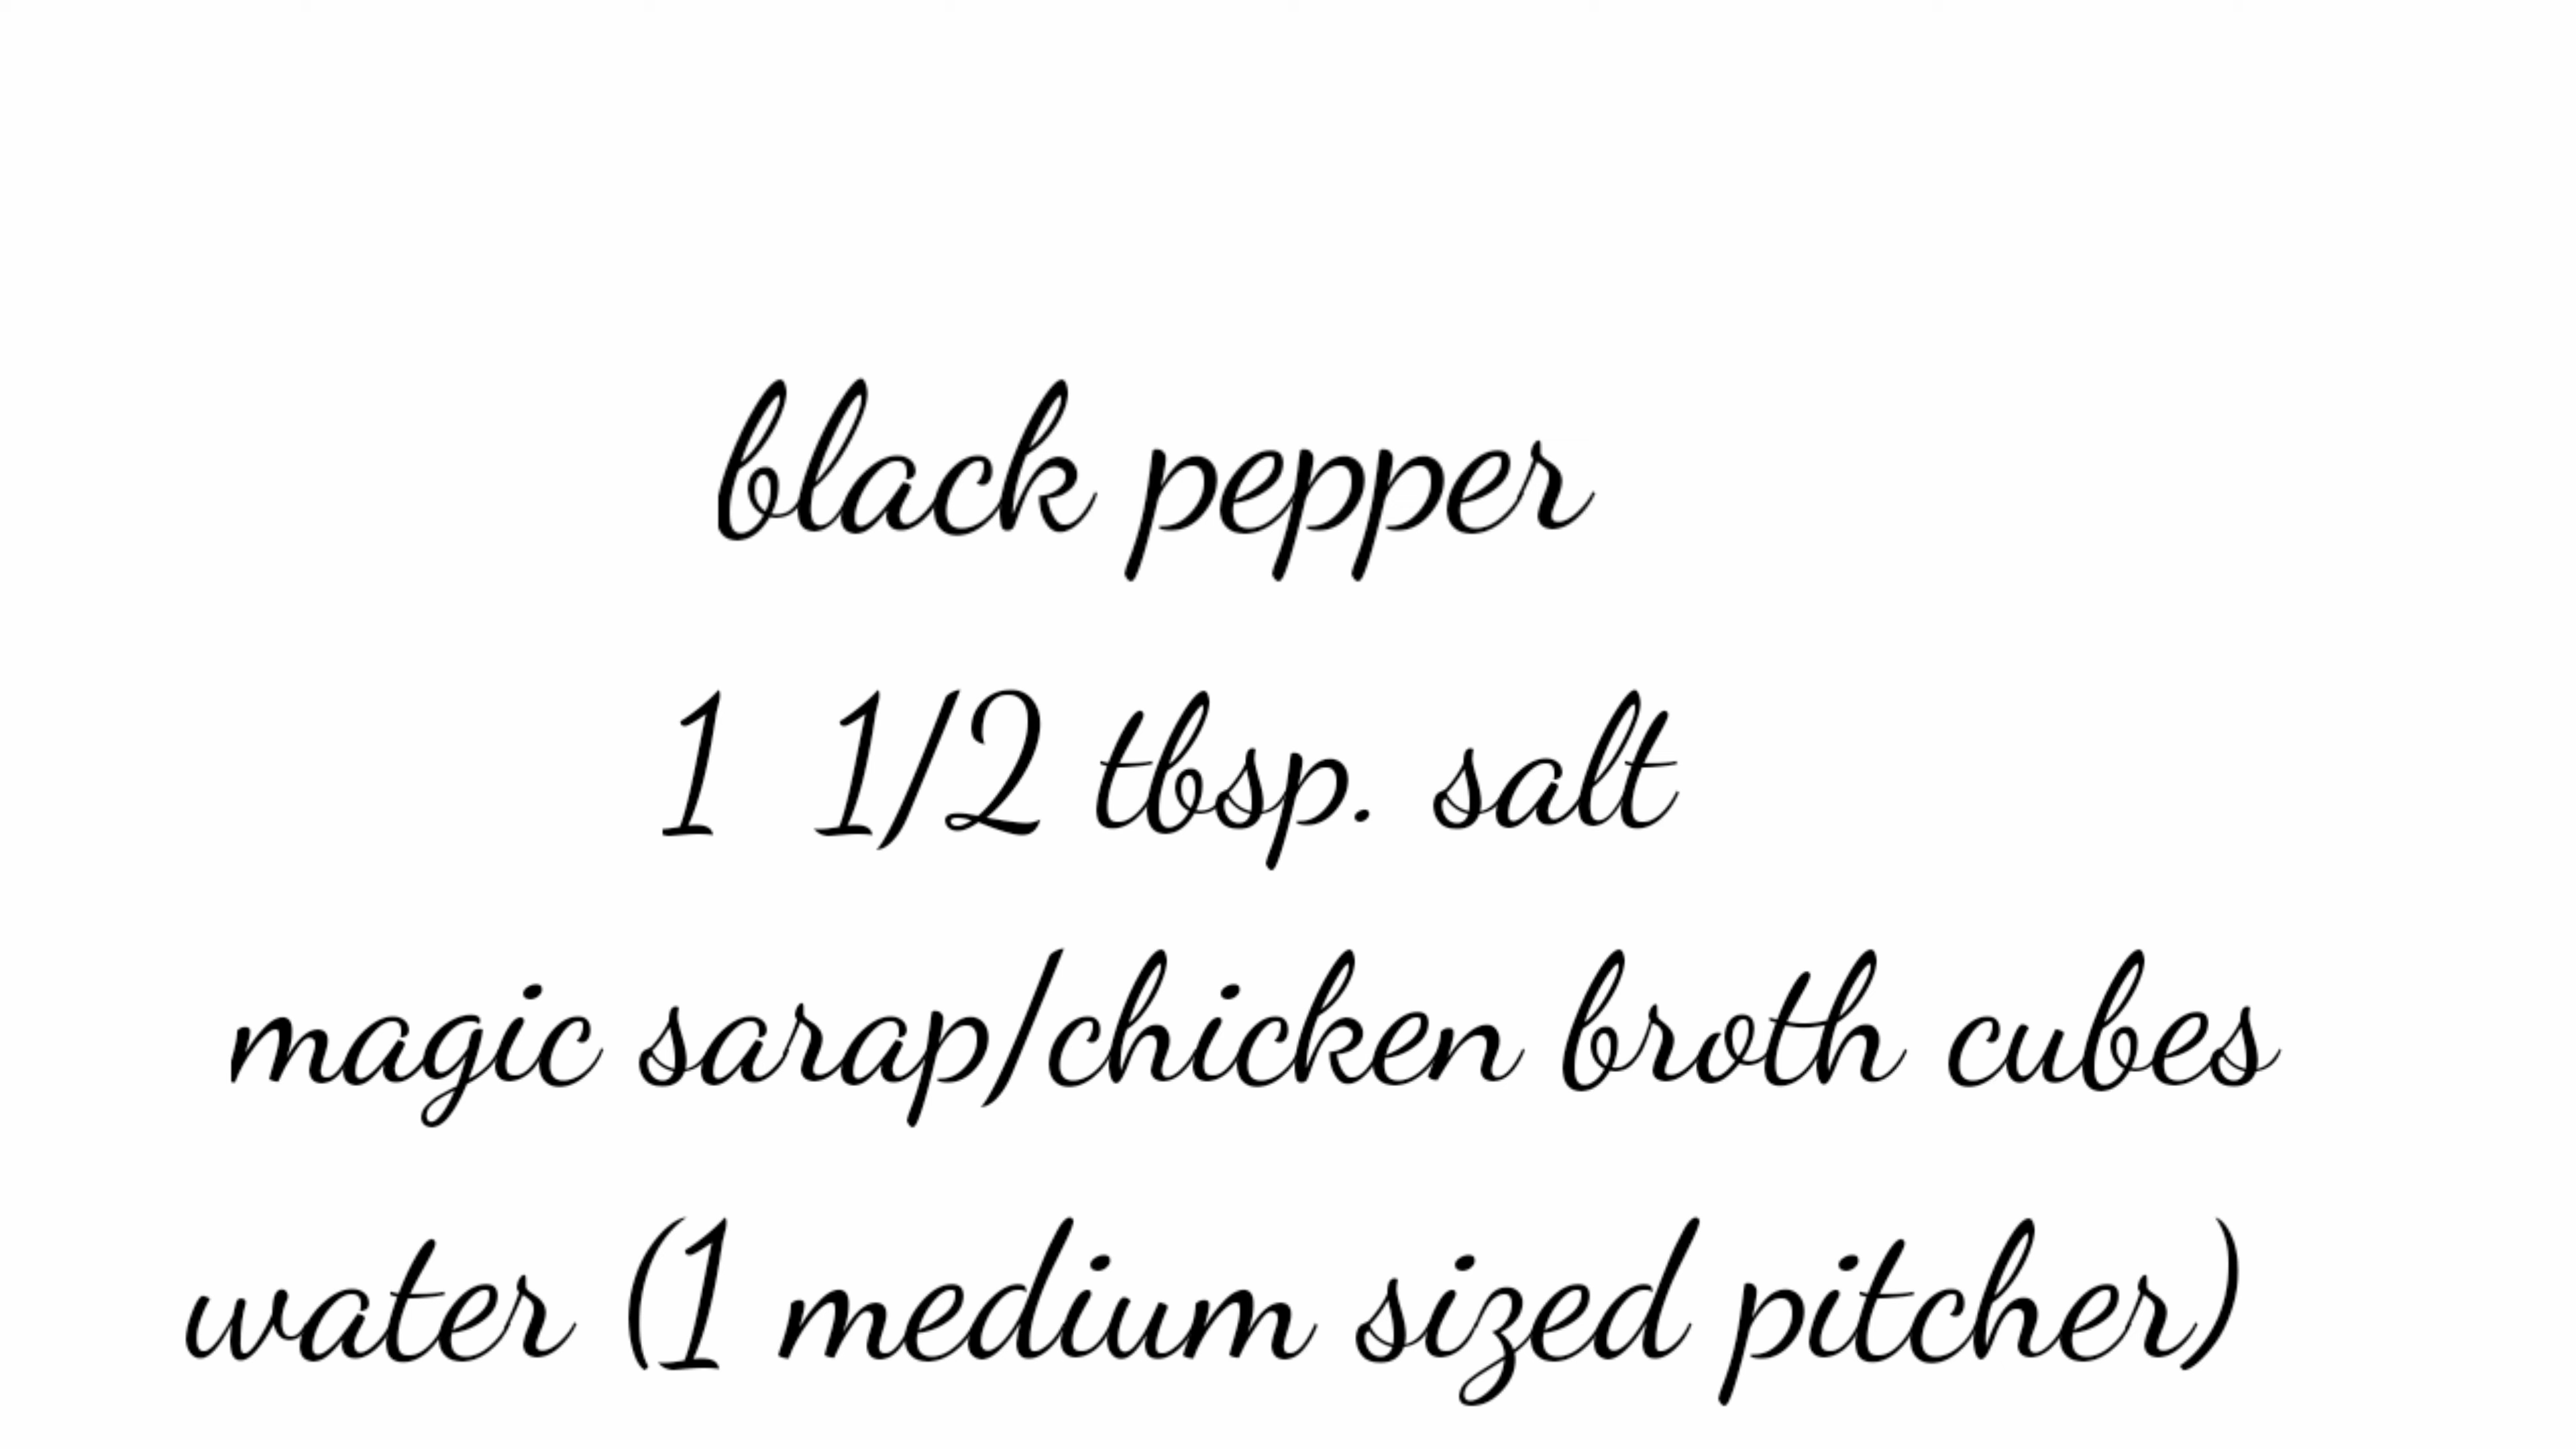 black pepper
1 1/2 tbsp. salt
magic sarap/chicken broth cubes
water (1 medium sized pitcher)